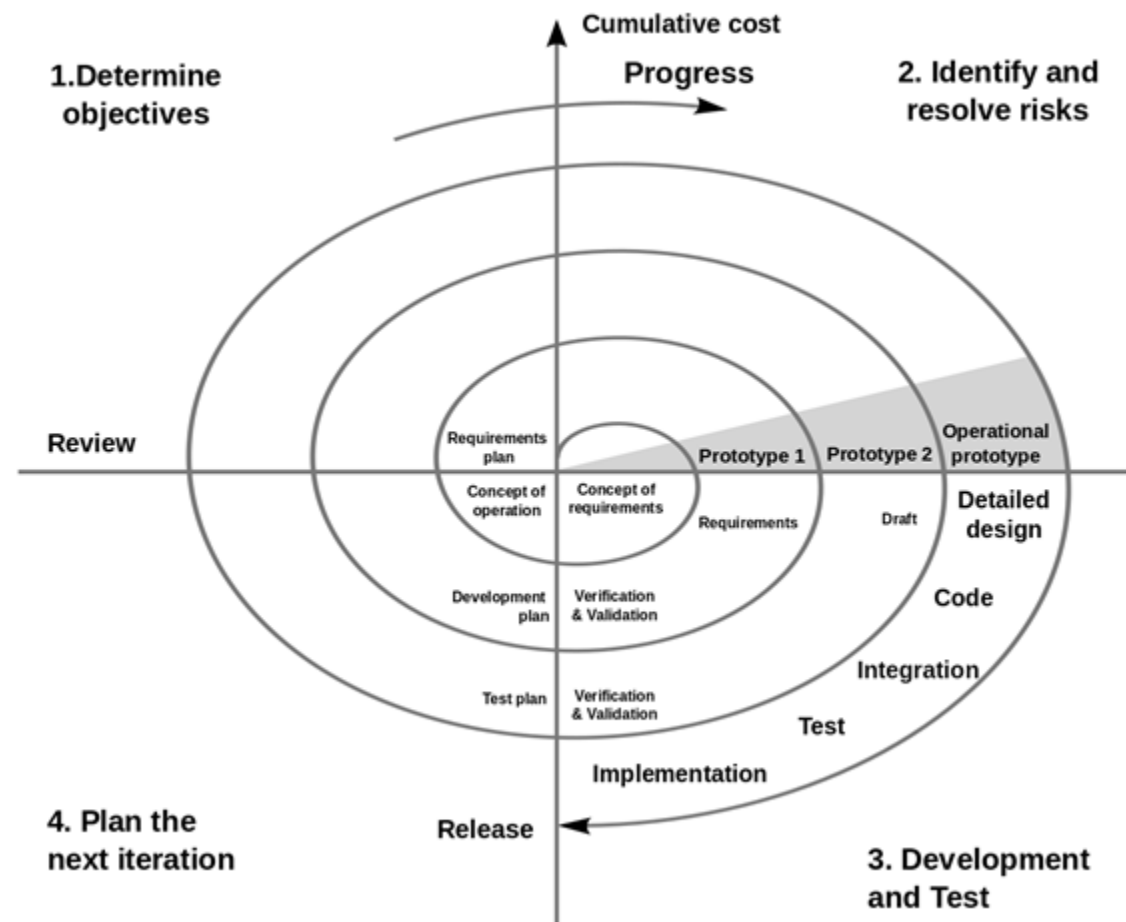 Cumulative cost
Progress
1.Determine
objectives
2. Identify and
resolve risks
Review
Requirements
plan
Prototype 1
Prototype 2
Operational
prototype
Concept of
operation
Concept of
requirements
Requirements
Draft
Detailed
design
Development
plan
Verification
& Validation
Code
Integration
Test plan
Verification
& Validation
Test
Implementation
Release
4. Plan the
next iteration
3. Development
and Test